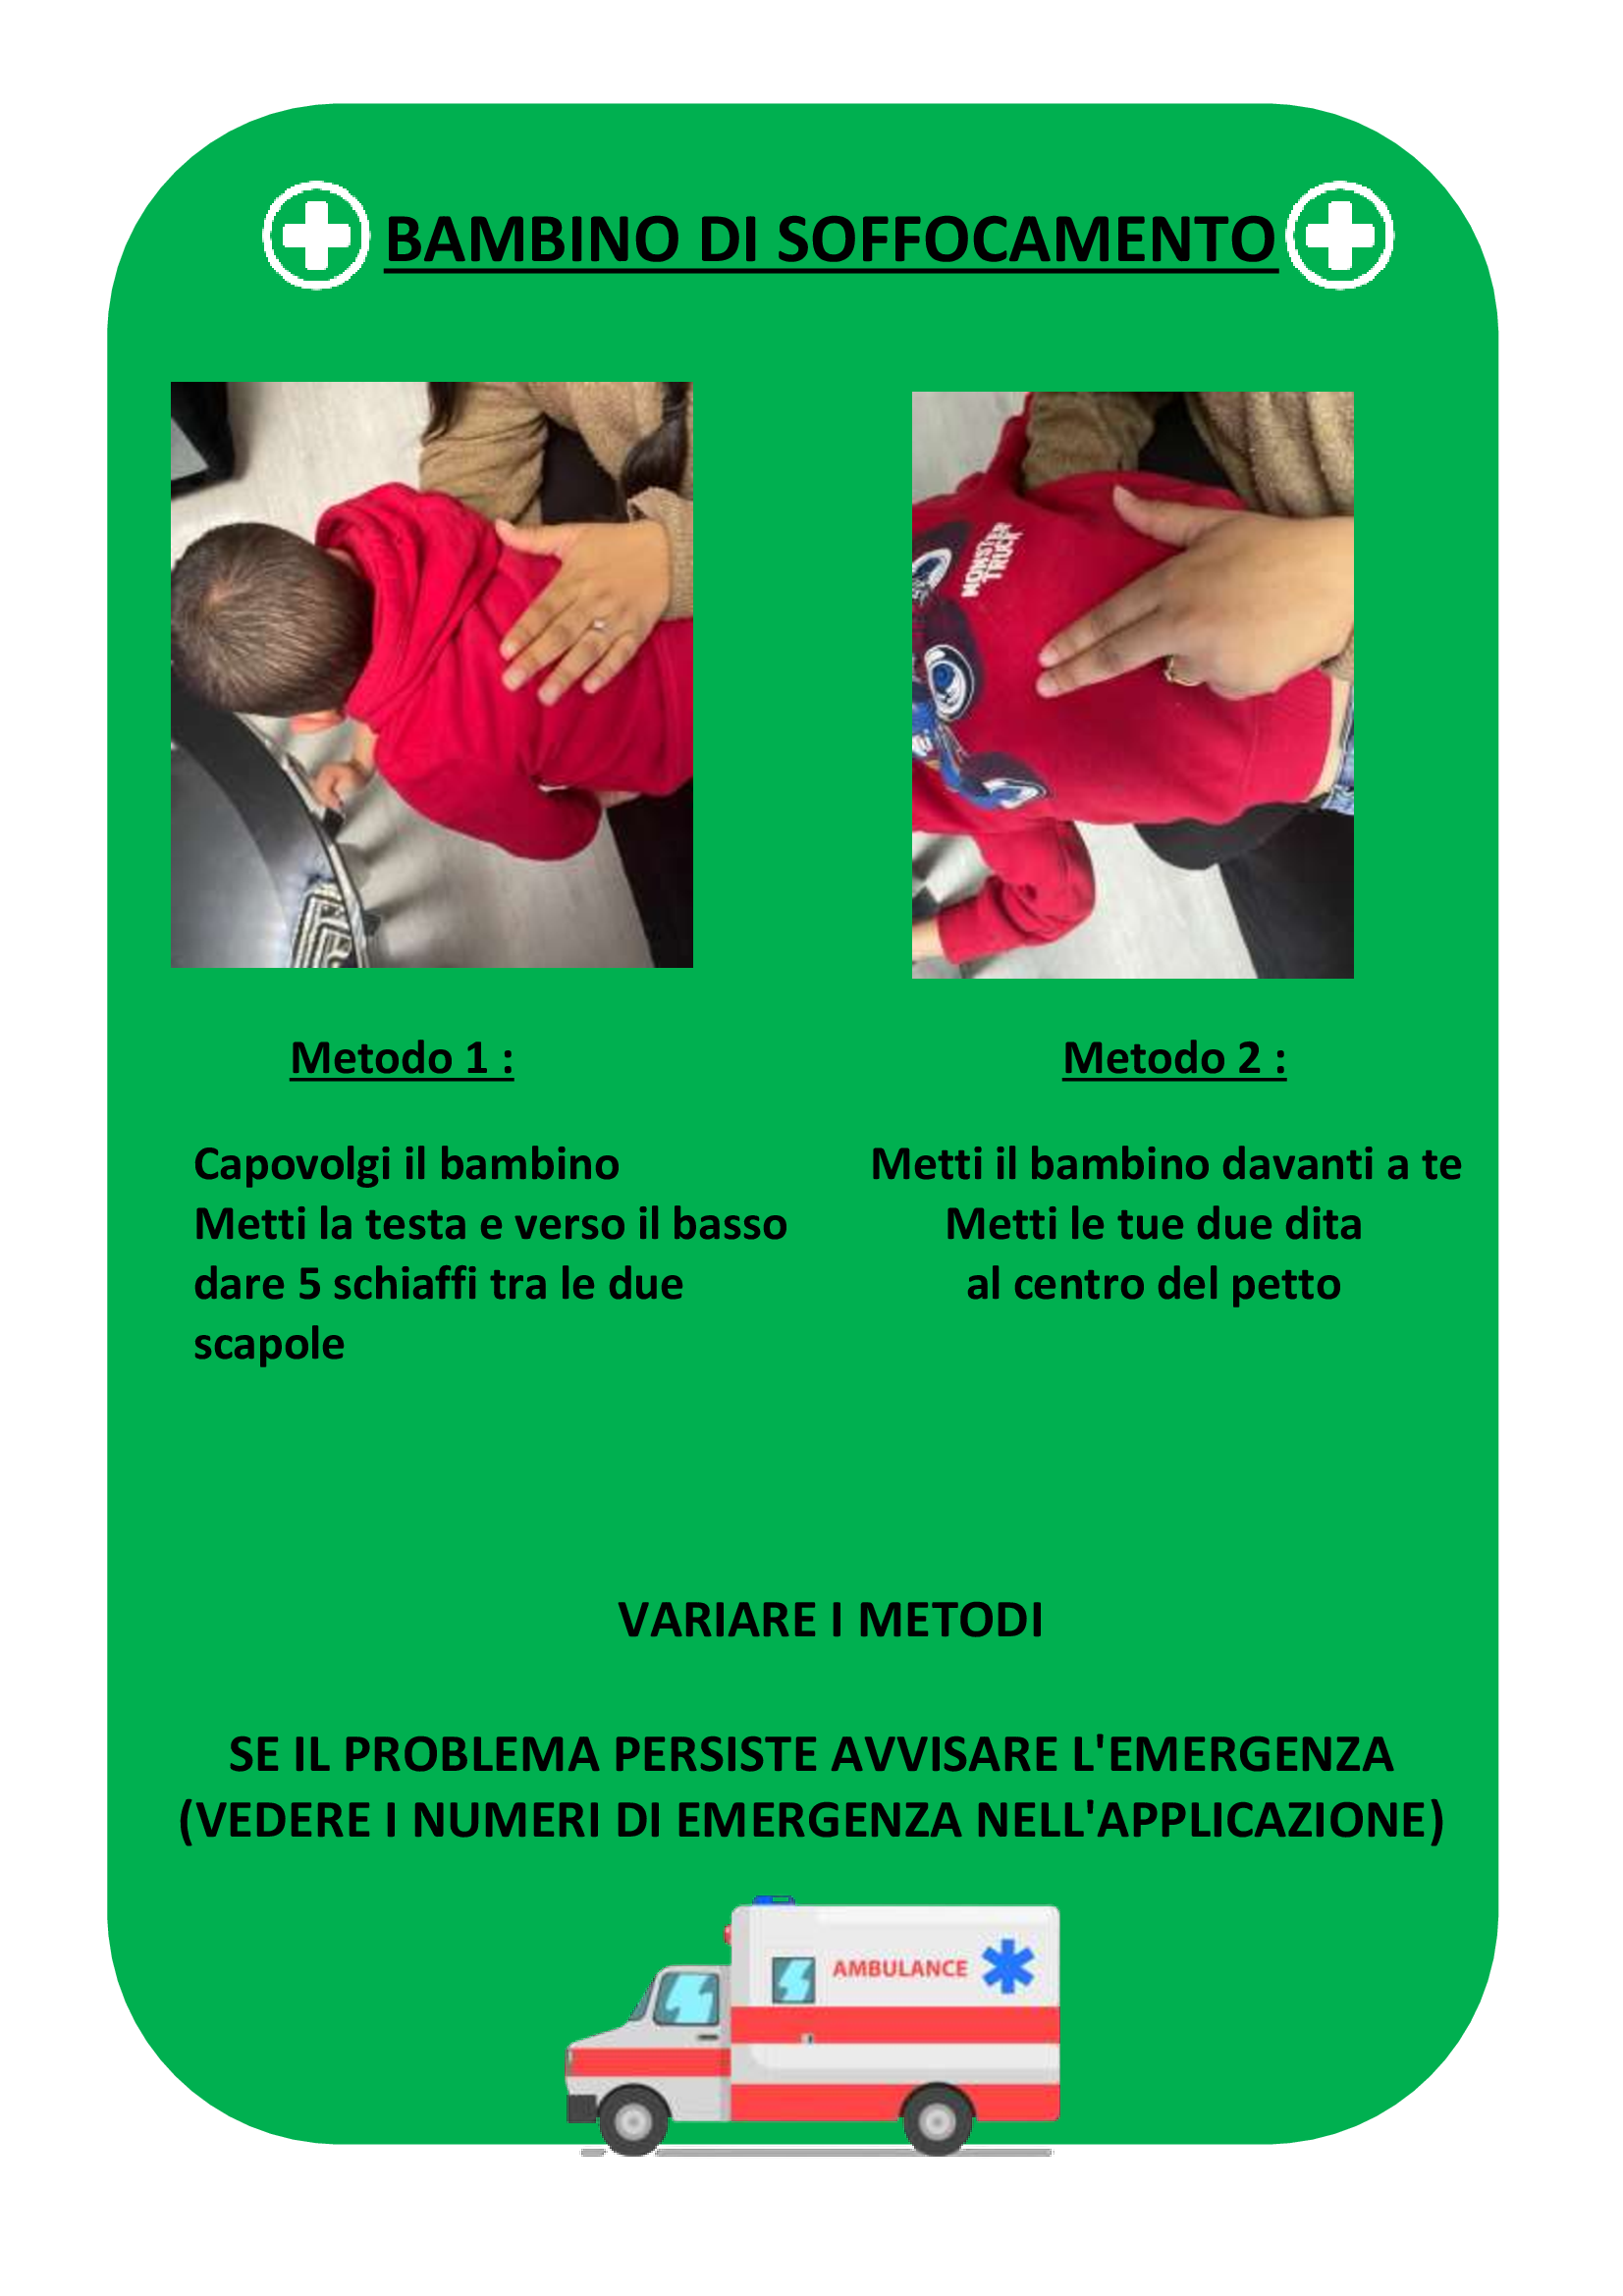 BAMBINO DI SOFFOCAMENTO
MONSTER
TRUCK
Metodo 1 :
Capovolgi il bambino
Metti la testa e verso il basso
dare 5 schiaffi tra le due
scapole
Metodo 2 :
Metti il bambino davanti a te
Metti le tue due dita
al centro del petto
VARIARE I METODI
SE IL PROBLEMA PERSISTE AVVISARE L'EMERGENZA
(VEDERE I NUMERI DI EMERGENZA NELL'APPLICAZIONE)
AMBULANCE